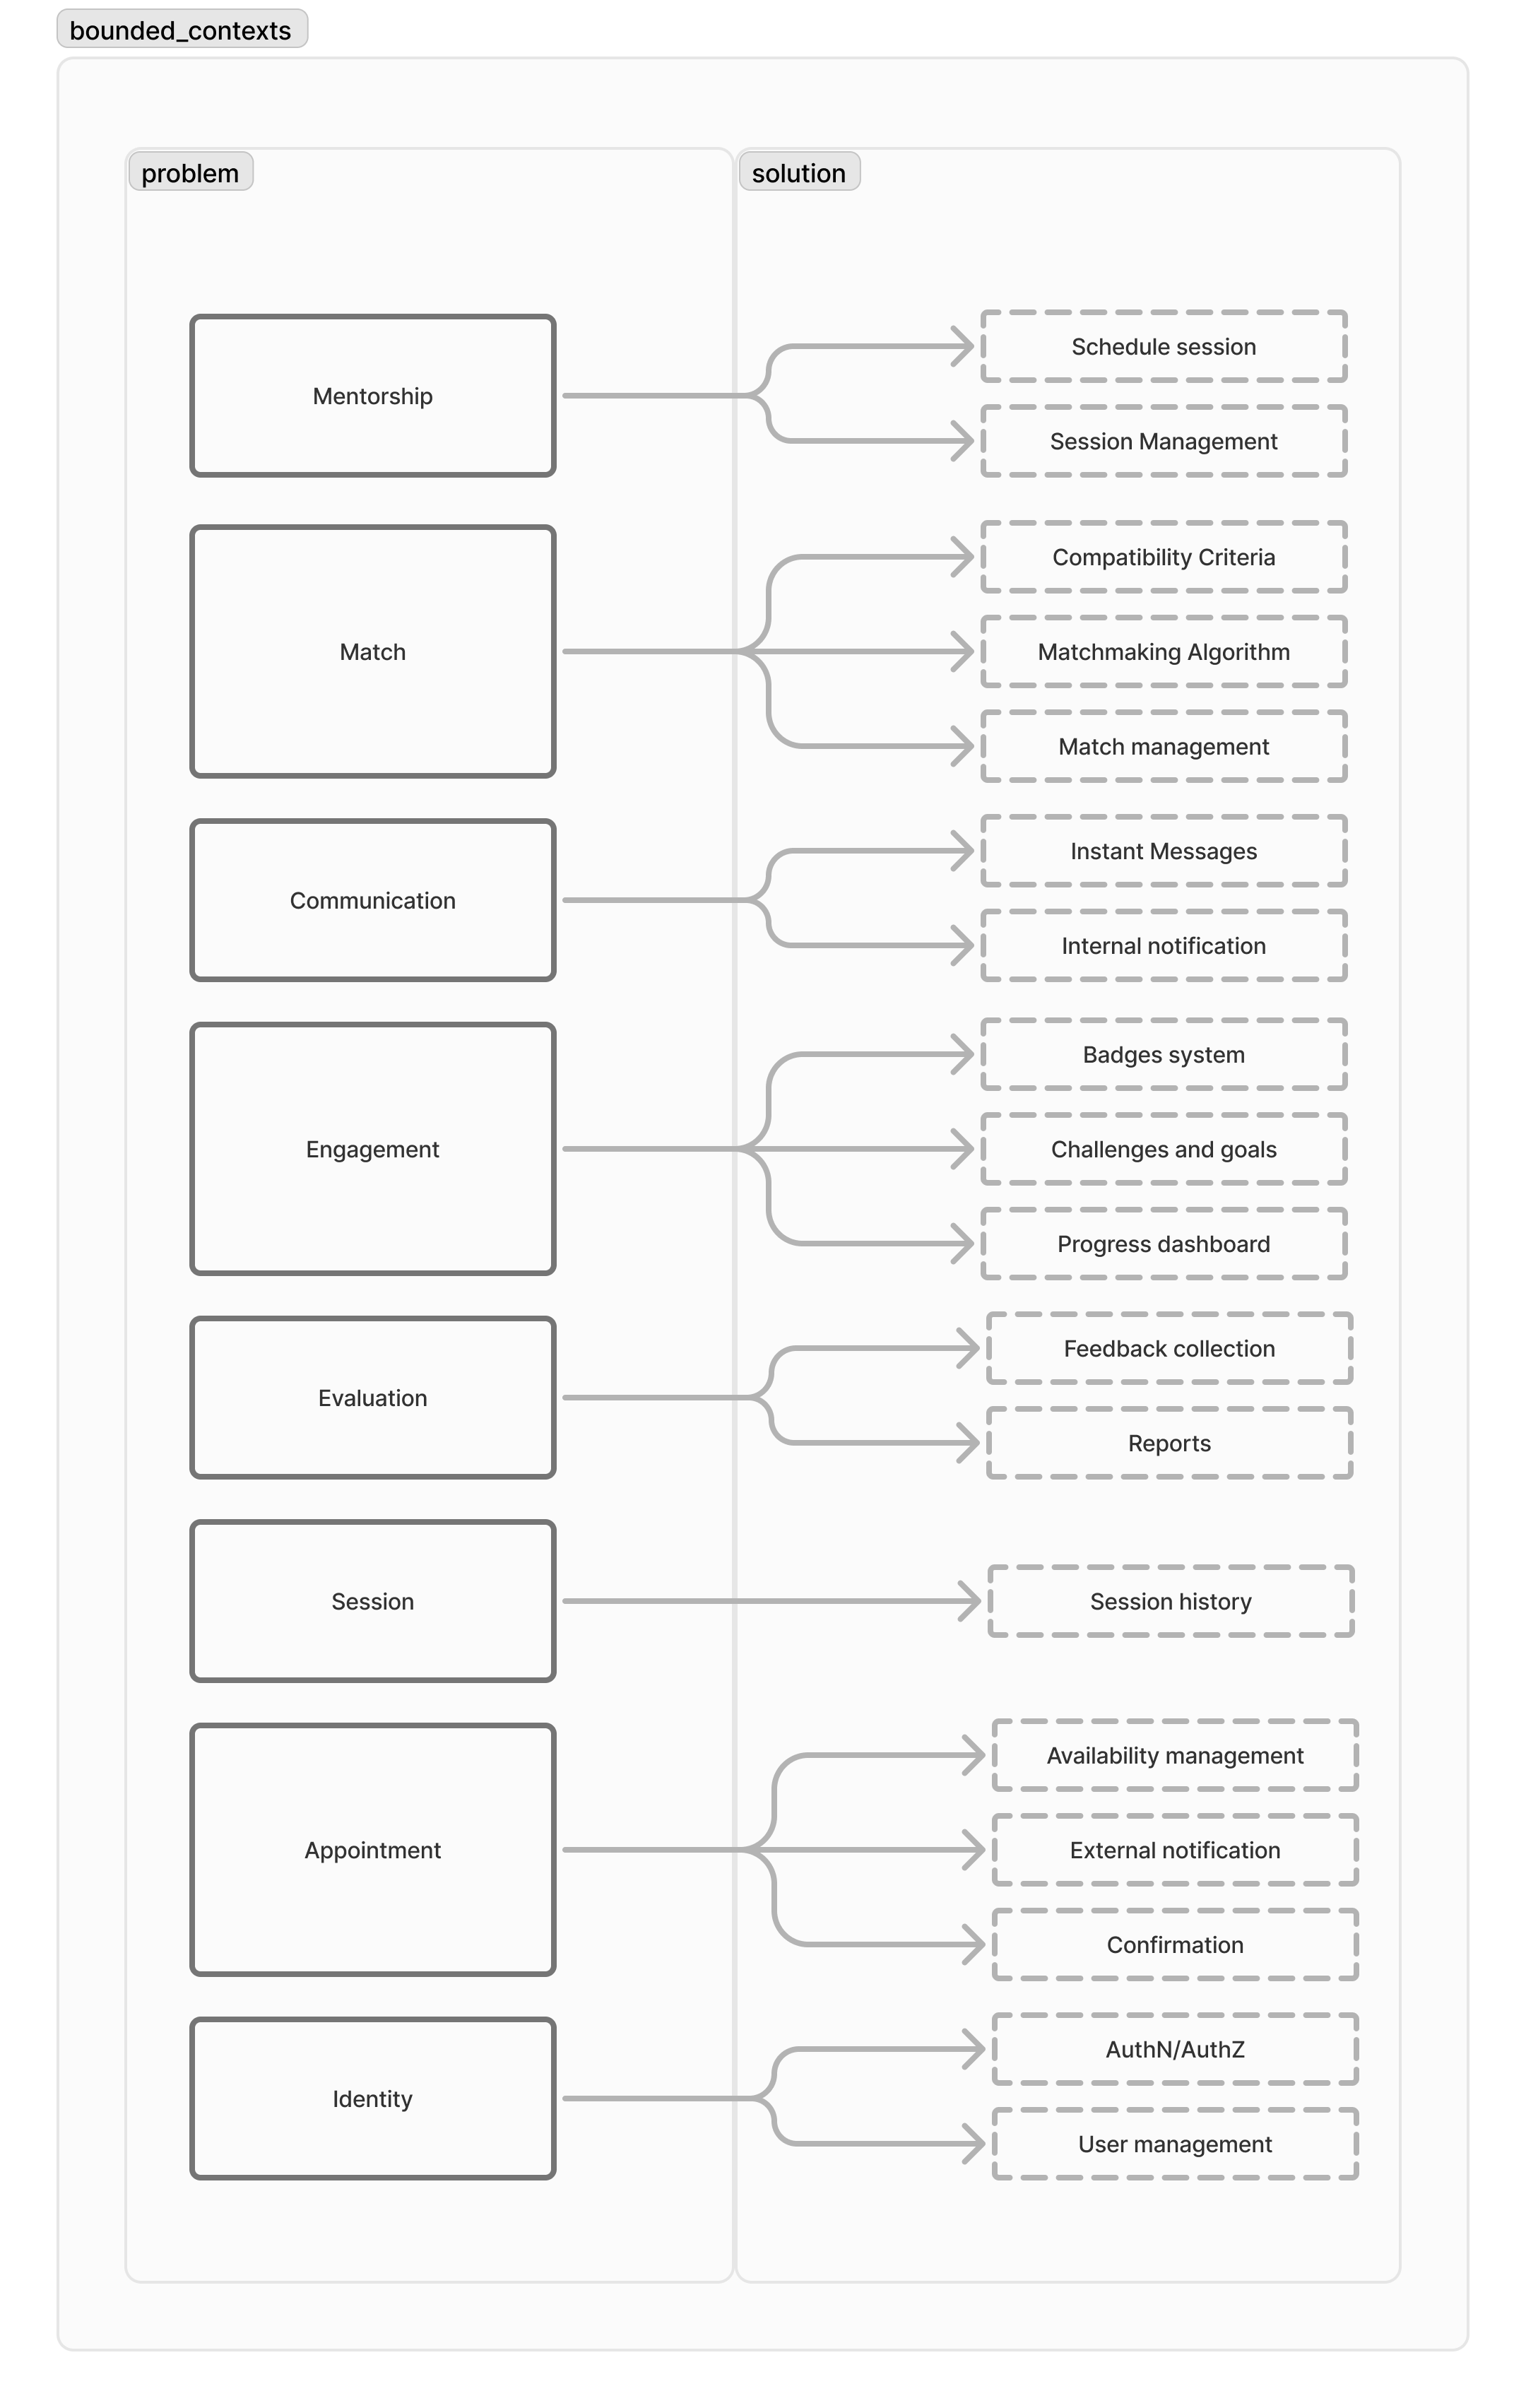 bounded_contexts
problem
solution
Mentorship
Schedule session
Session Management
Match
Compatibility Criteria
Matchmaking Algorithm
Match management
Communication
Instant Messages
Internal notification
Engagement
Badges system
Challenges and goals
Progress dashboard
Evaluation
Feedback collection
Reports
Session
Session history
Appointment
Availability management
External notification
Confirmation
Identity
AuthN/AuthZ
User management